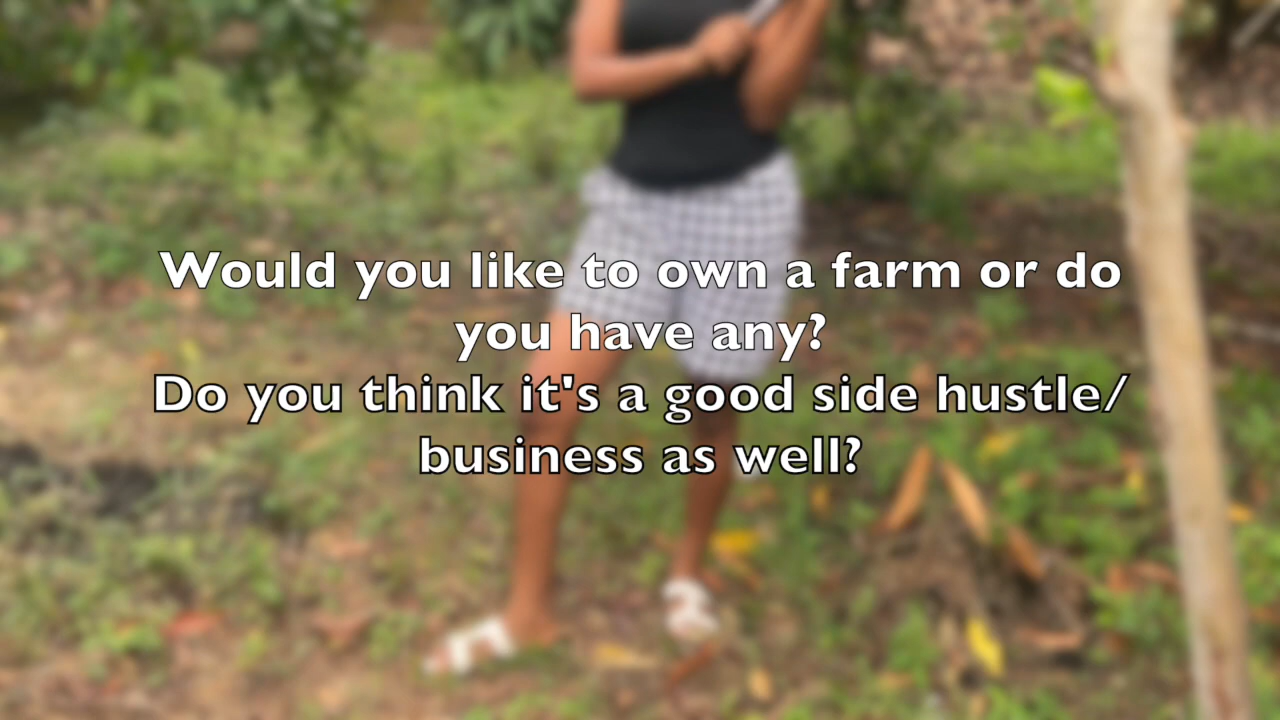 Would you like to own a farm or do
you have any?
Do you think it's a good side hustle/
business as well?